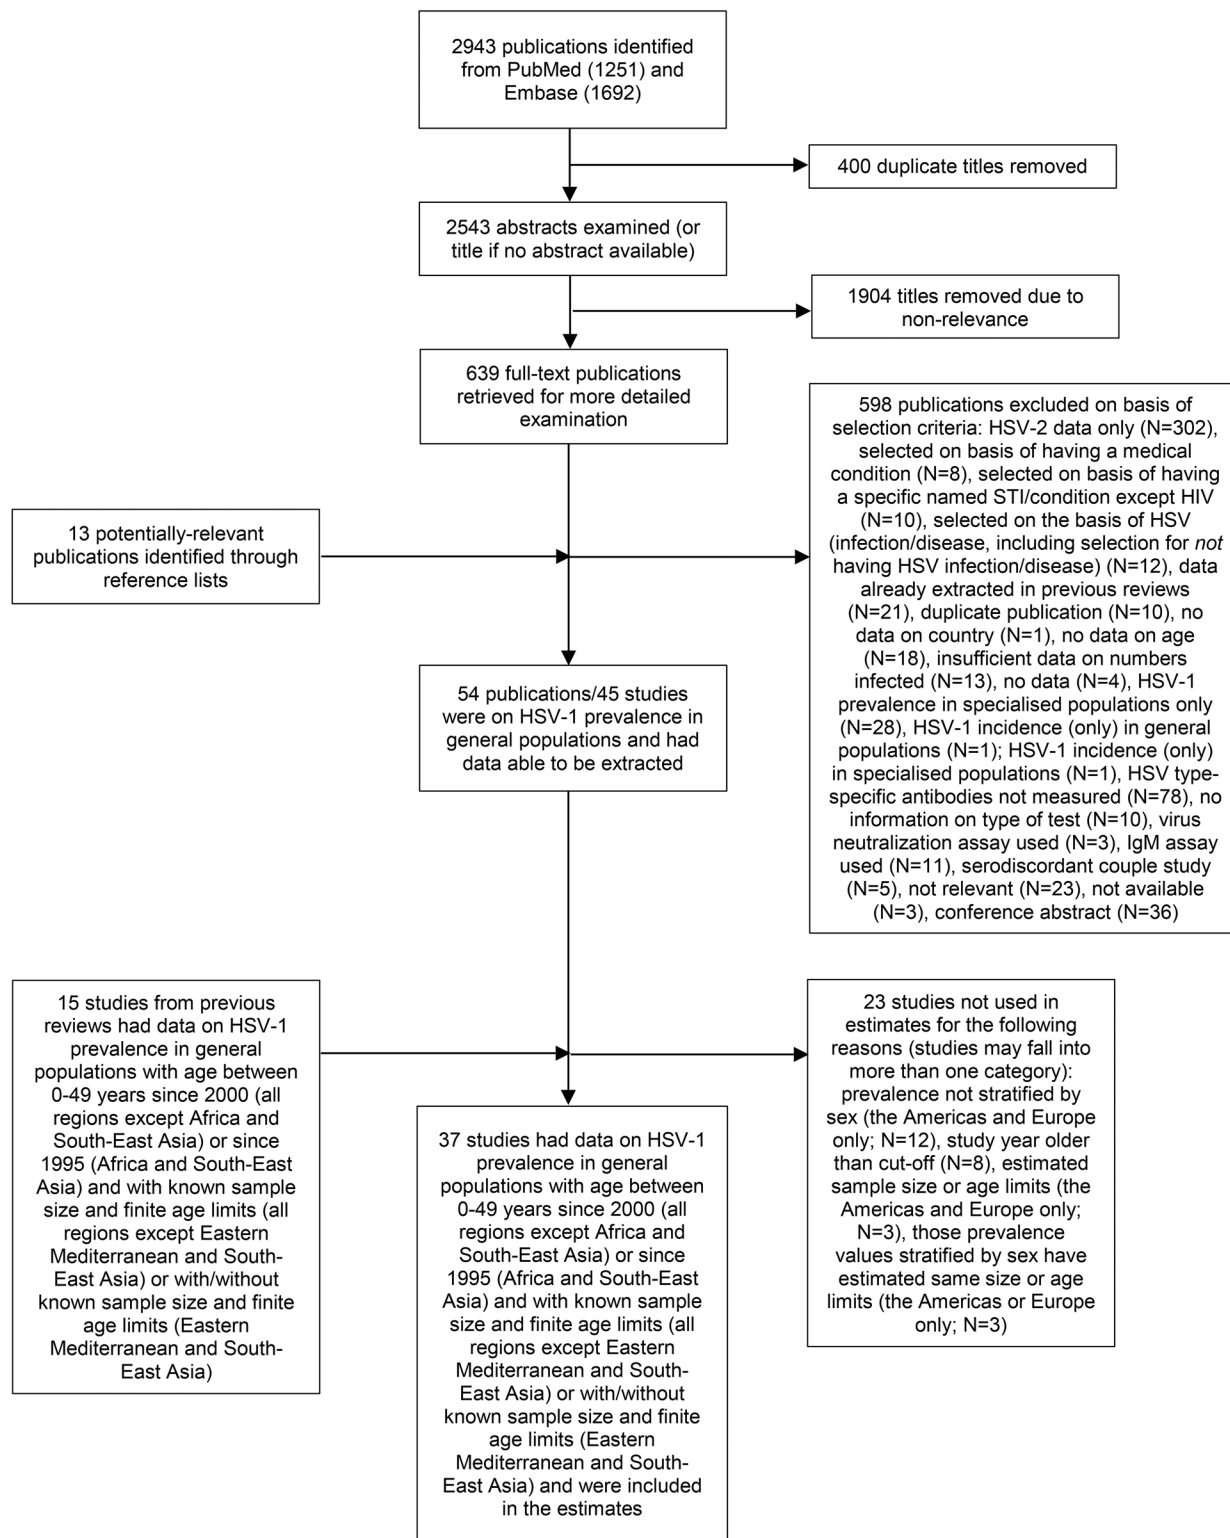 2943 publications identified
from PubMed (1251) and
Embase (1692)
400 duplicate titles removed
2543 abstracts examined (or
title if no abstract available)
1904 titles removed due to
non-relevance
639 full-text publications
retrieved for more detailed
examination
598 publications excluded on basis of
selection criteria: HSV-2 data only (N=302),
selected on basis of having a medical
condition (N=8), selected on basis of having
a specific named STI/condition except HIV
(N=10), selected on the basis of HSV
(infection/disease, including selection for not
having HSV infection/disease) (N=12), data
already extracted in previous reviews
(N=21), duplicate publication (N=10), no
data on country (N=1), no data on age
(N=18), insufficient data on numbers
infected (N=13), no data (N=4), HSV-1
prevalence in specialised populations only
(N=28), HSV-1 incidence (only) in general
populations (N=1); HSV-1 incidence (only)
in specialised populations (N=1), HSV type-
specific antibodies not measured (N=78), no
information on type of test (N=10), virus
neutralization assay used (N=3), IgM assay
used (N=11), serodiscordant couple study
(N=5), not relevant (N=23), not available
(N=3), conference abstract (N=36)
13 potentially-relevant
publications identified through
reference lists
54 publications/45 studies
were on HSV-1 prevalence in
general populations and had
data able to be extracted
15 studies from previous
reviews had data on HSV-1
prevalence in general
populations with age between
0-49 years since 2000 (all
regions except Africa and
South-East Asia) or since
1995 (Africa and South-East
Asia) and with known sample
size and finite age limits (all
regions except Eastern
Mediterranean and South-
East Asia) or with/without
known sample size and finite
age limits (Eastern
Mediterranean and South-
East Asia)
23 studies not used in
estimates for the following
reasons (studies may fall into
more than one category):
prevalence not stratified by
sex (the Americas and Europe
only; N=12), study year older
than cut-off (N=8), estimated
sample size or age limits (the
Americas and Europe only;
N=3), those prevalence
values stratified by sex have
estimated same size or age
limits (the Americas or Europe
only; N=3)
37 studies had data on HSV-1
prevalence in general
populations with age between
0-49 years since 2000 (all
regions except Africa and
South-East Asia) or since
1995 (Africa and South-East
Asia) and with known sample
size and finite age limits (all
regions except Eastern
Mediterranean and South-
East Asia) or with/without
known sample size and finite
age limits (Eastern
Mediterranean and South-
East Asia) and were included
in the estimates